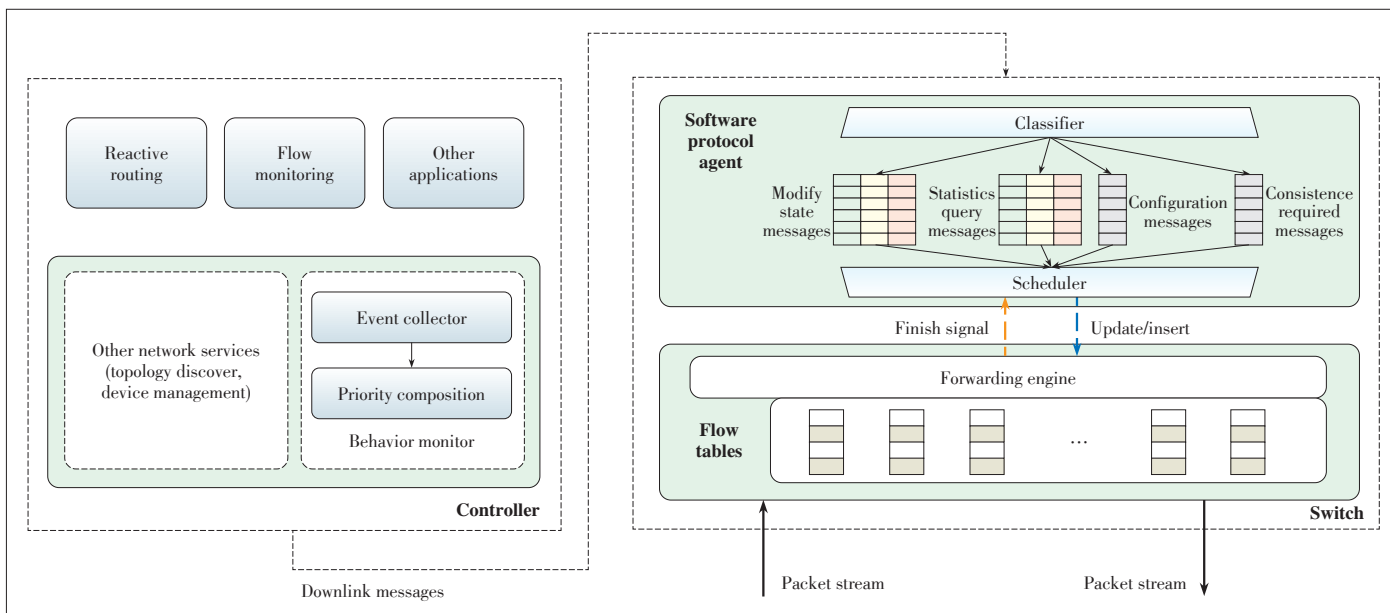 Reactive
routing
Flow
monitoring
Other
applications
Other network services
(topology discover,
device management)
Event collector
Priority composition
Behavior monitor
Controller
Downlink messages
Software
protocol
agent
Classifier
Modify
state
messages
Statistics
query
messages
Configuration
messages
Consistence
required
messages
Scheduler
Finish signal
Update/insert
Forwarding engine
Flow
tables
...
Switch
Packet stream
Packet stream